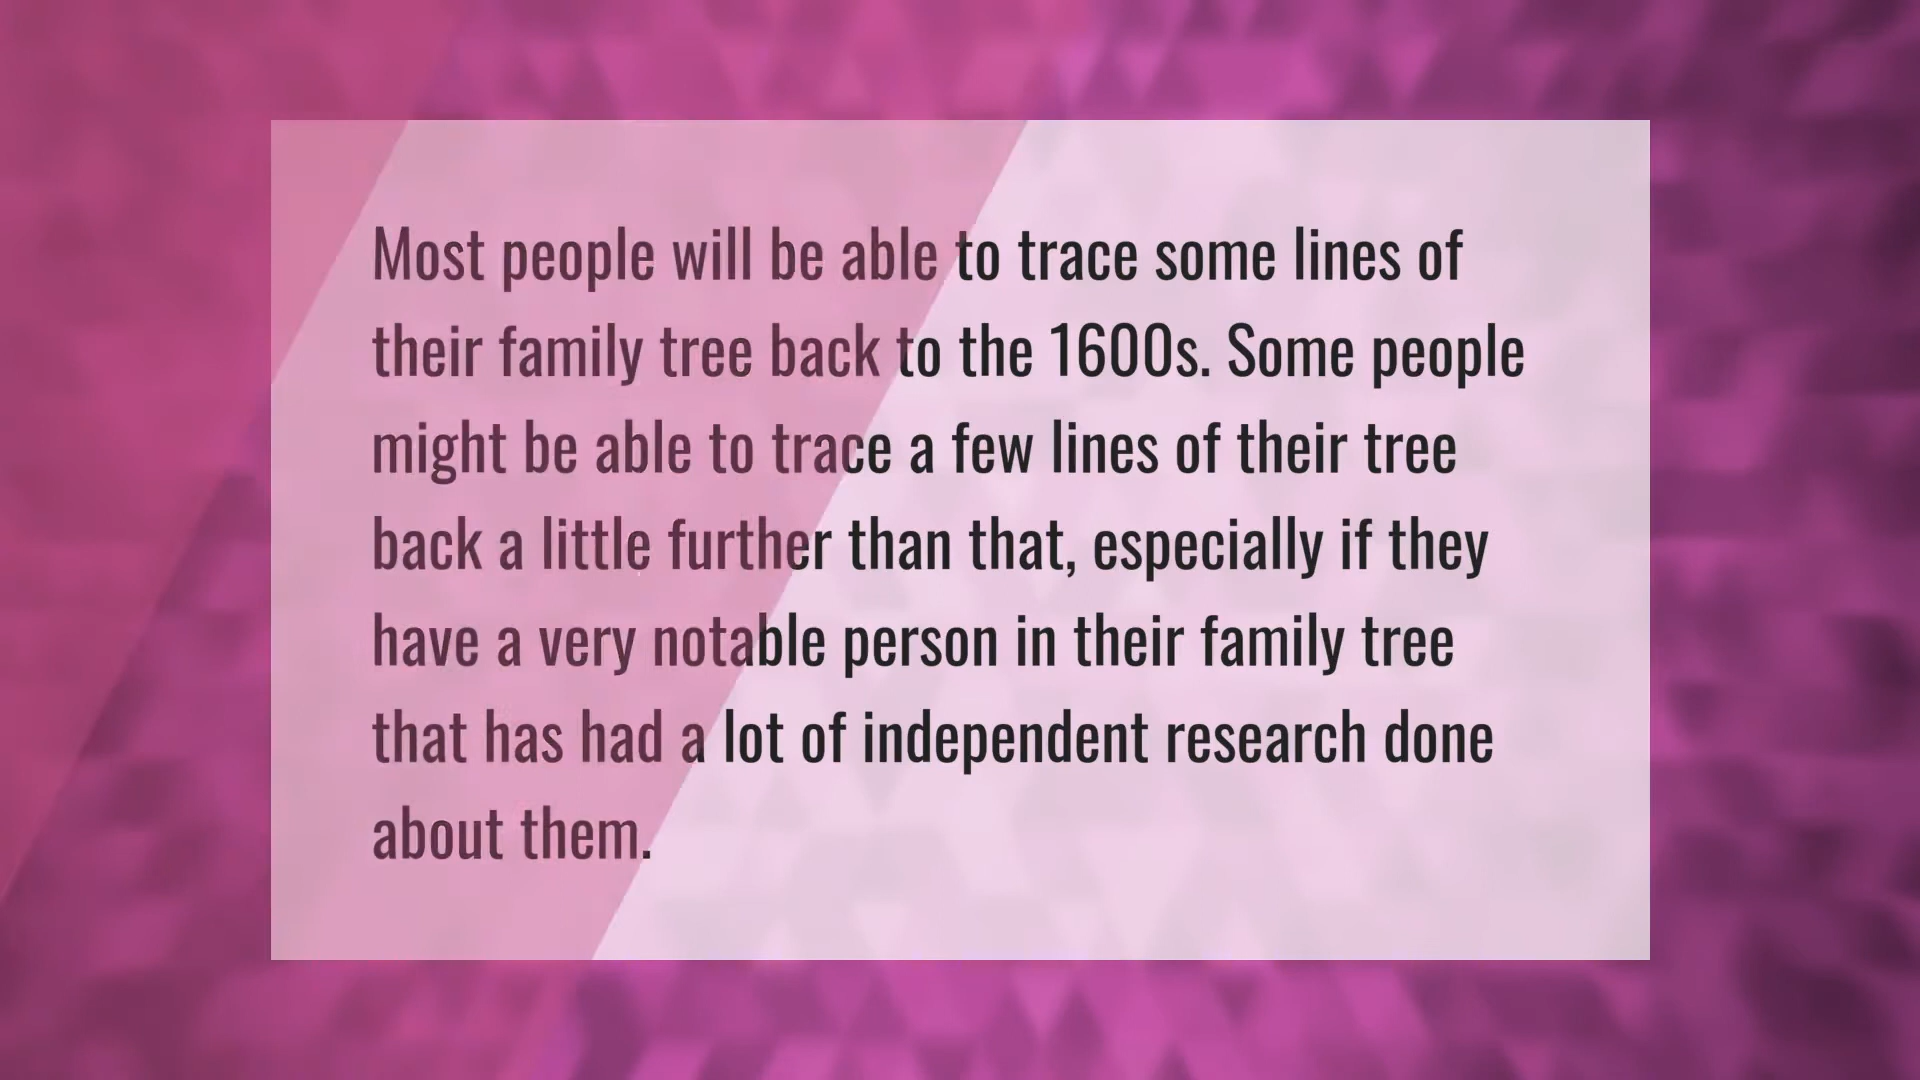 Most people will be able to trace some lines of
their family tree back to the 1600s. Some people
might be able to trace a few lines of their tree
back a little further than that, especially if they
have a very notable person in their family tree
that has had a lot of independent research done
about them.